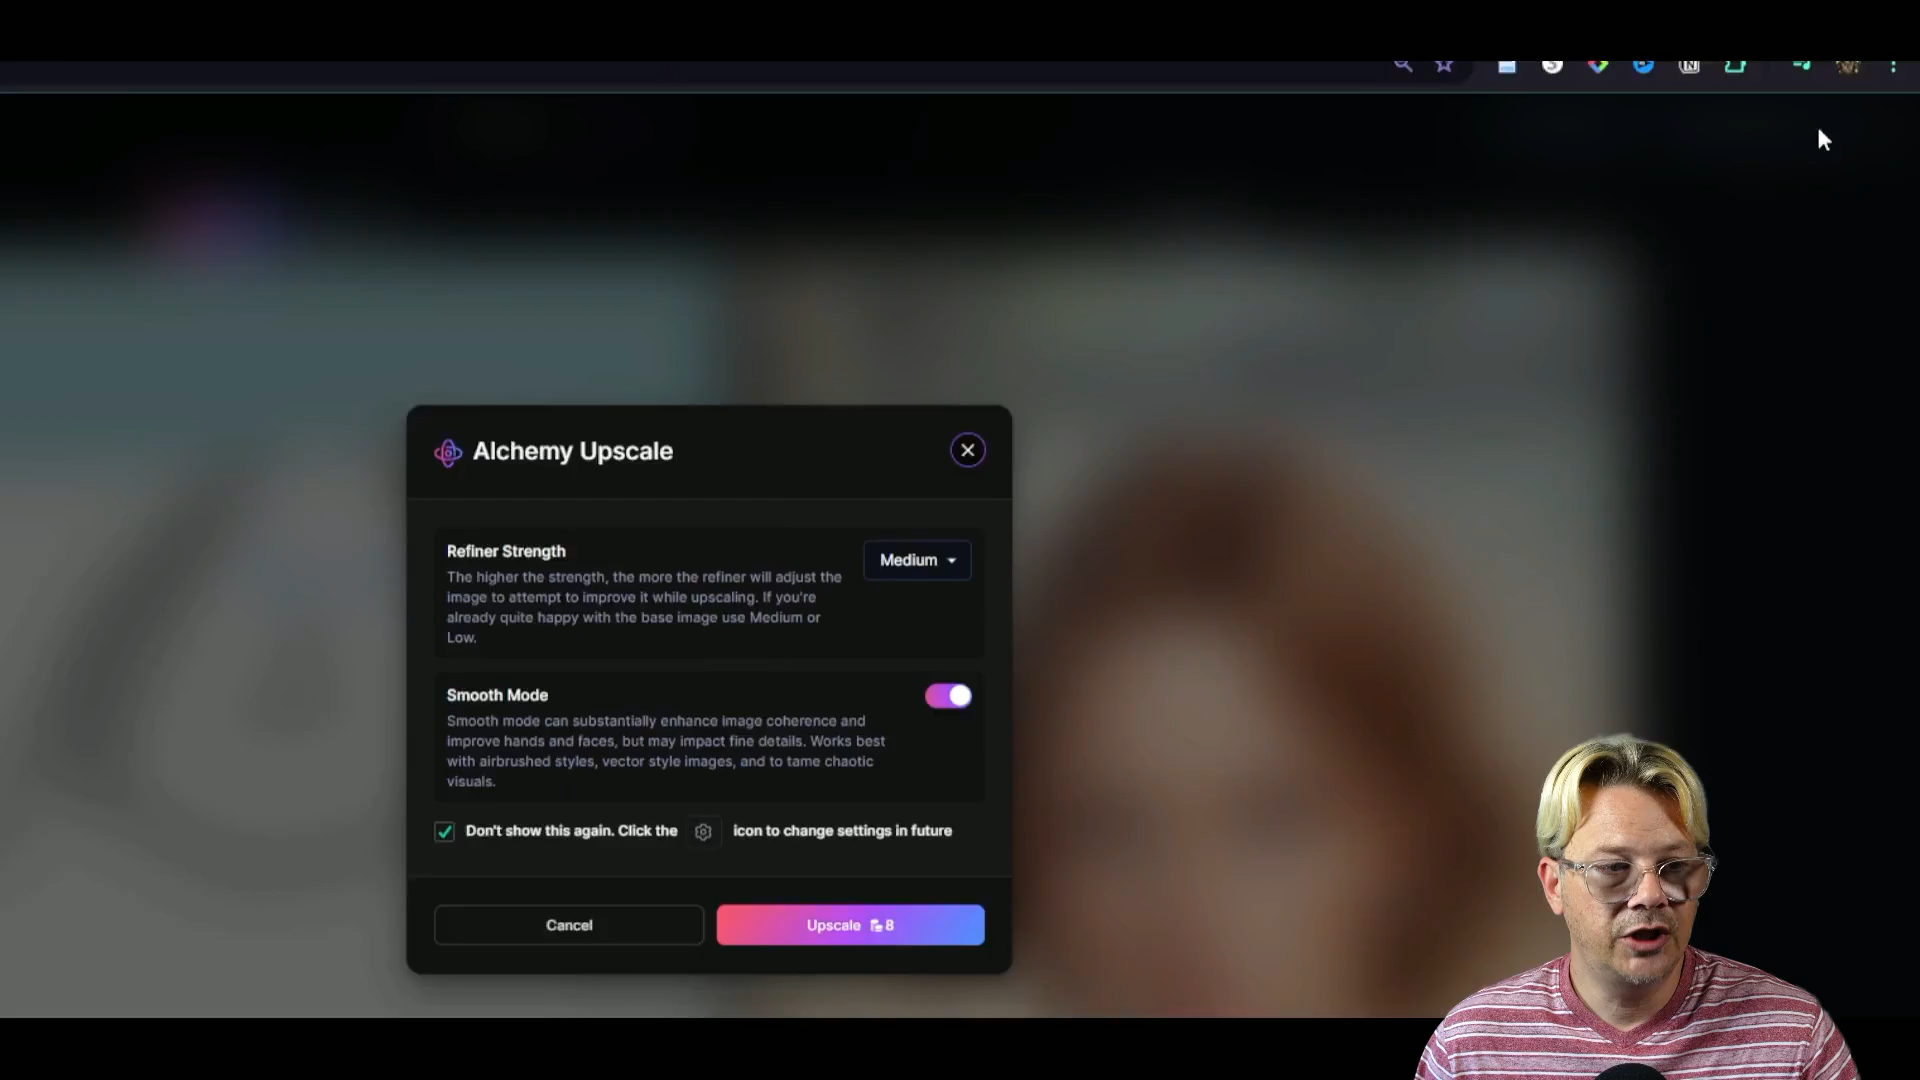 Alchemy Upscale
Refiner Strength
Medium
The higher the strength, the more the refiner will adjust the
image to attempt to improve it while upscaling. If you're
already quite happy with the base image use Medium or
Low.
Smooth Mode
Smooth mode can substantially enhance image coherence and
improve hands and faces, but may impact fine details. Works best
with airbrushed styles, vector style images, and to tame chaotic
visuals.
Don't show this again. Click the icon to change settings in future
Cancel
Upscale 8